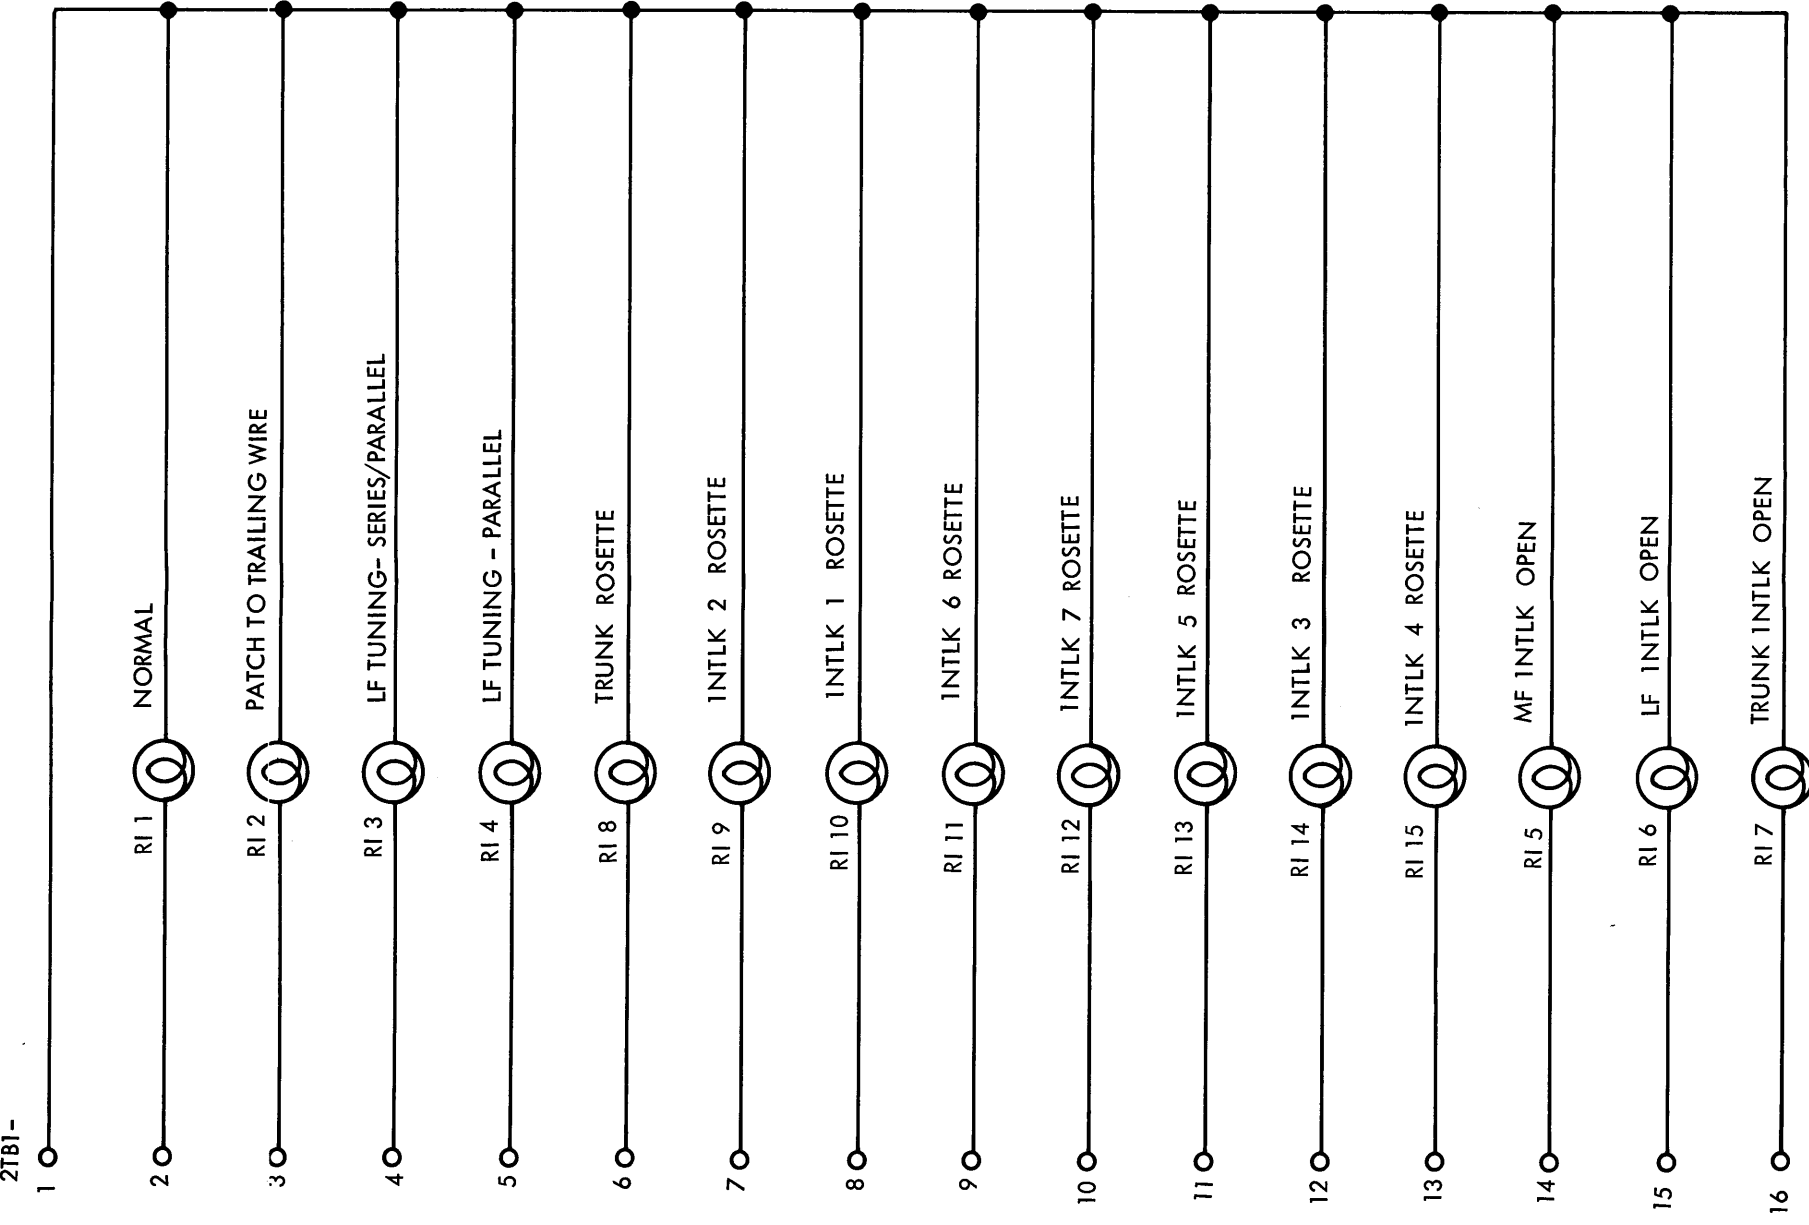 2TB1-
1
2
RI 1
NORMAL
3
RI 2
PATCH TO TRAILING WIRE
4
RI 3
LF TUNING- SERIES/PARALLEL
5
RI 4
LF TUNING - PARALLEL
6
RI 8
TRUNK ROSETTE
7
RI 9
1NTLK 2 ROSETTE
8
RI 10
1NTLK 1 ROSETTE
9
RI 11
1NTLK 6 ROSETTE
10
RI 12
1NTLK 7 ROSETTE
11
RI 13
1NTLK 5 ROSETTE
12
RI 14
1NTLK 3 ROSETTE
13
RI 15
1NTLK 4 ROSETTE
14
RI 5
MF 1NTLK OPEN
15
RI 6
LF 1NTLK OPEN
16
RI 7
TRUNK 1NTLK OPEN